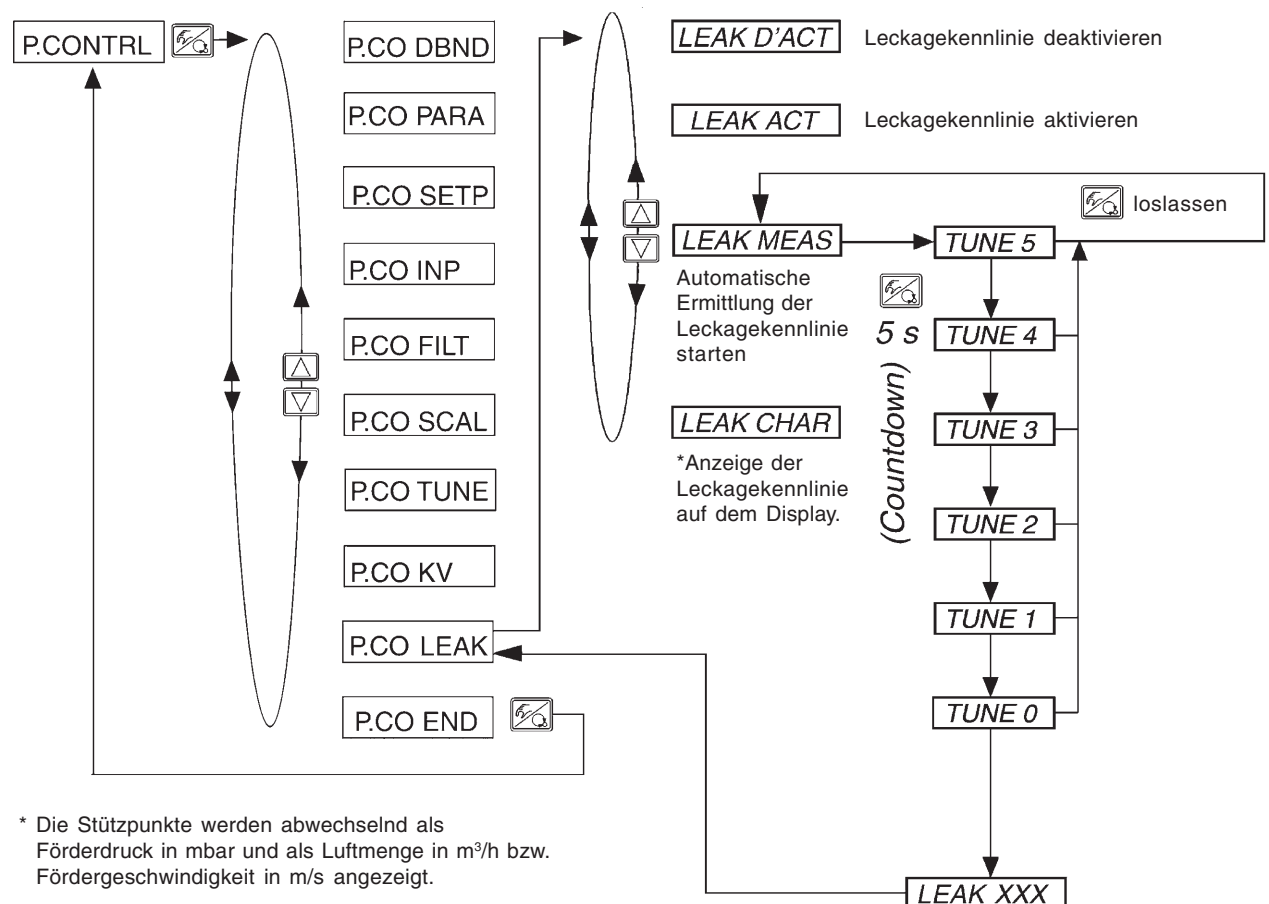 P.CONTRL
P.CO DBND
P.CO PARA
P.CO SETP
P.CO INP
P.CO FILT
P.CO SCAL
P.CO TUNE
P.CO KV
P.CO LEAK
P.CO END
LEAK D'ACT
Leckagekennlinie deaktivieren
LEAK ACT
Leckagekennlinie aktivieren
LEAK MEAS
Automatische
Ermittlung der
Leckagekennlinie
starten
LEAK CHAR
*Anzeige der
Leckagekennlinie
auf dem Display.
loslassen
5 s
(Countdown)
TUNE 5
TUNE 4
TUNE 3
TUNE 2
TUNE 1
TUNE 0
LEAK XXX
* Die Stützpunkte werden abwechselnd als
Förderdruck in mbar und als Luftmenge in m³/h bzw.
Fördergeschwindigkeit in m/s angezeigt.